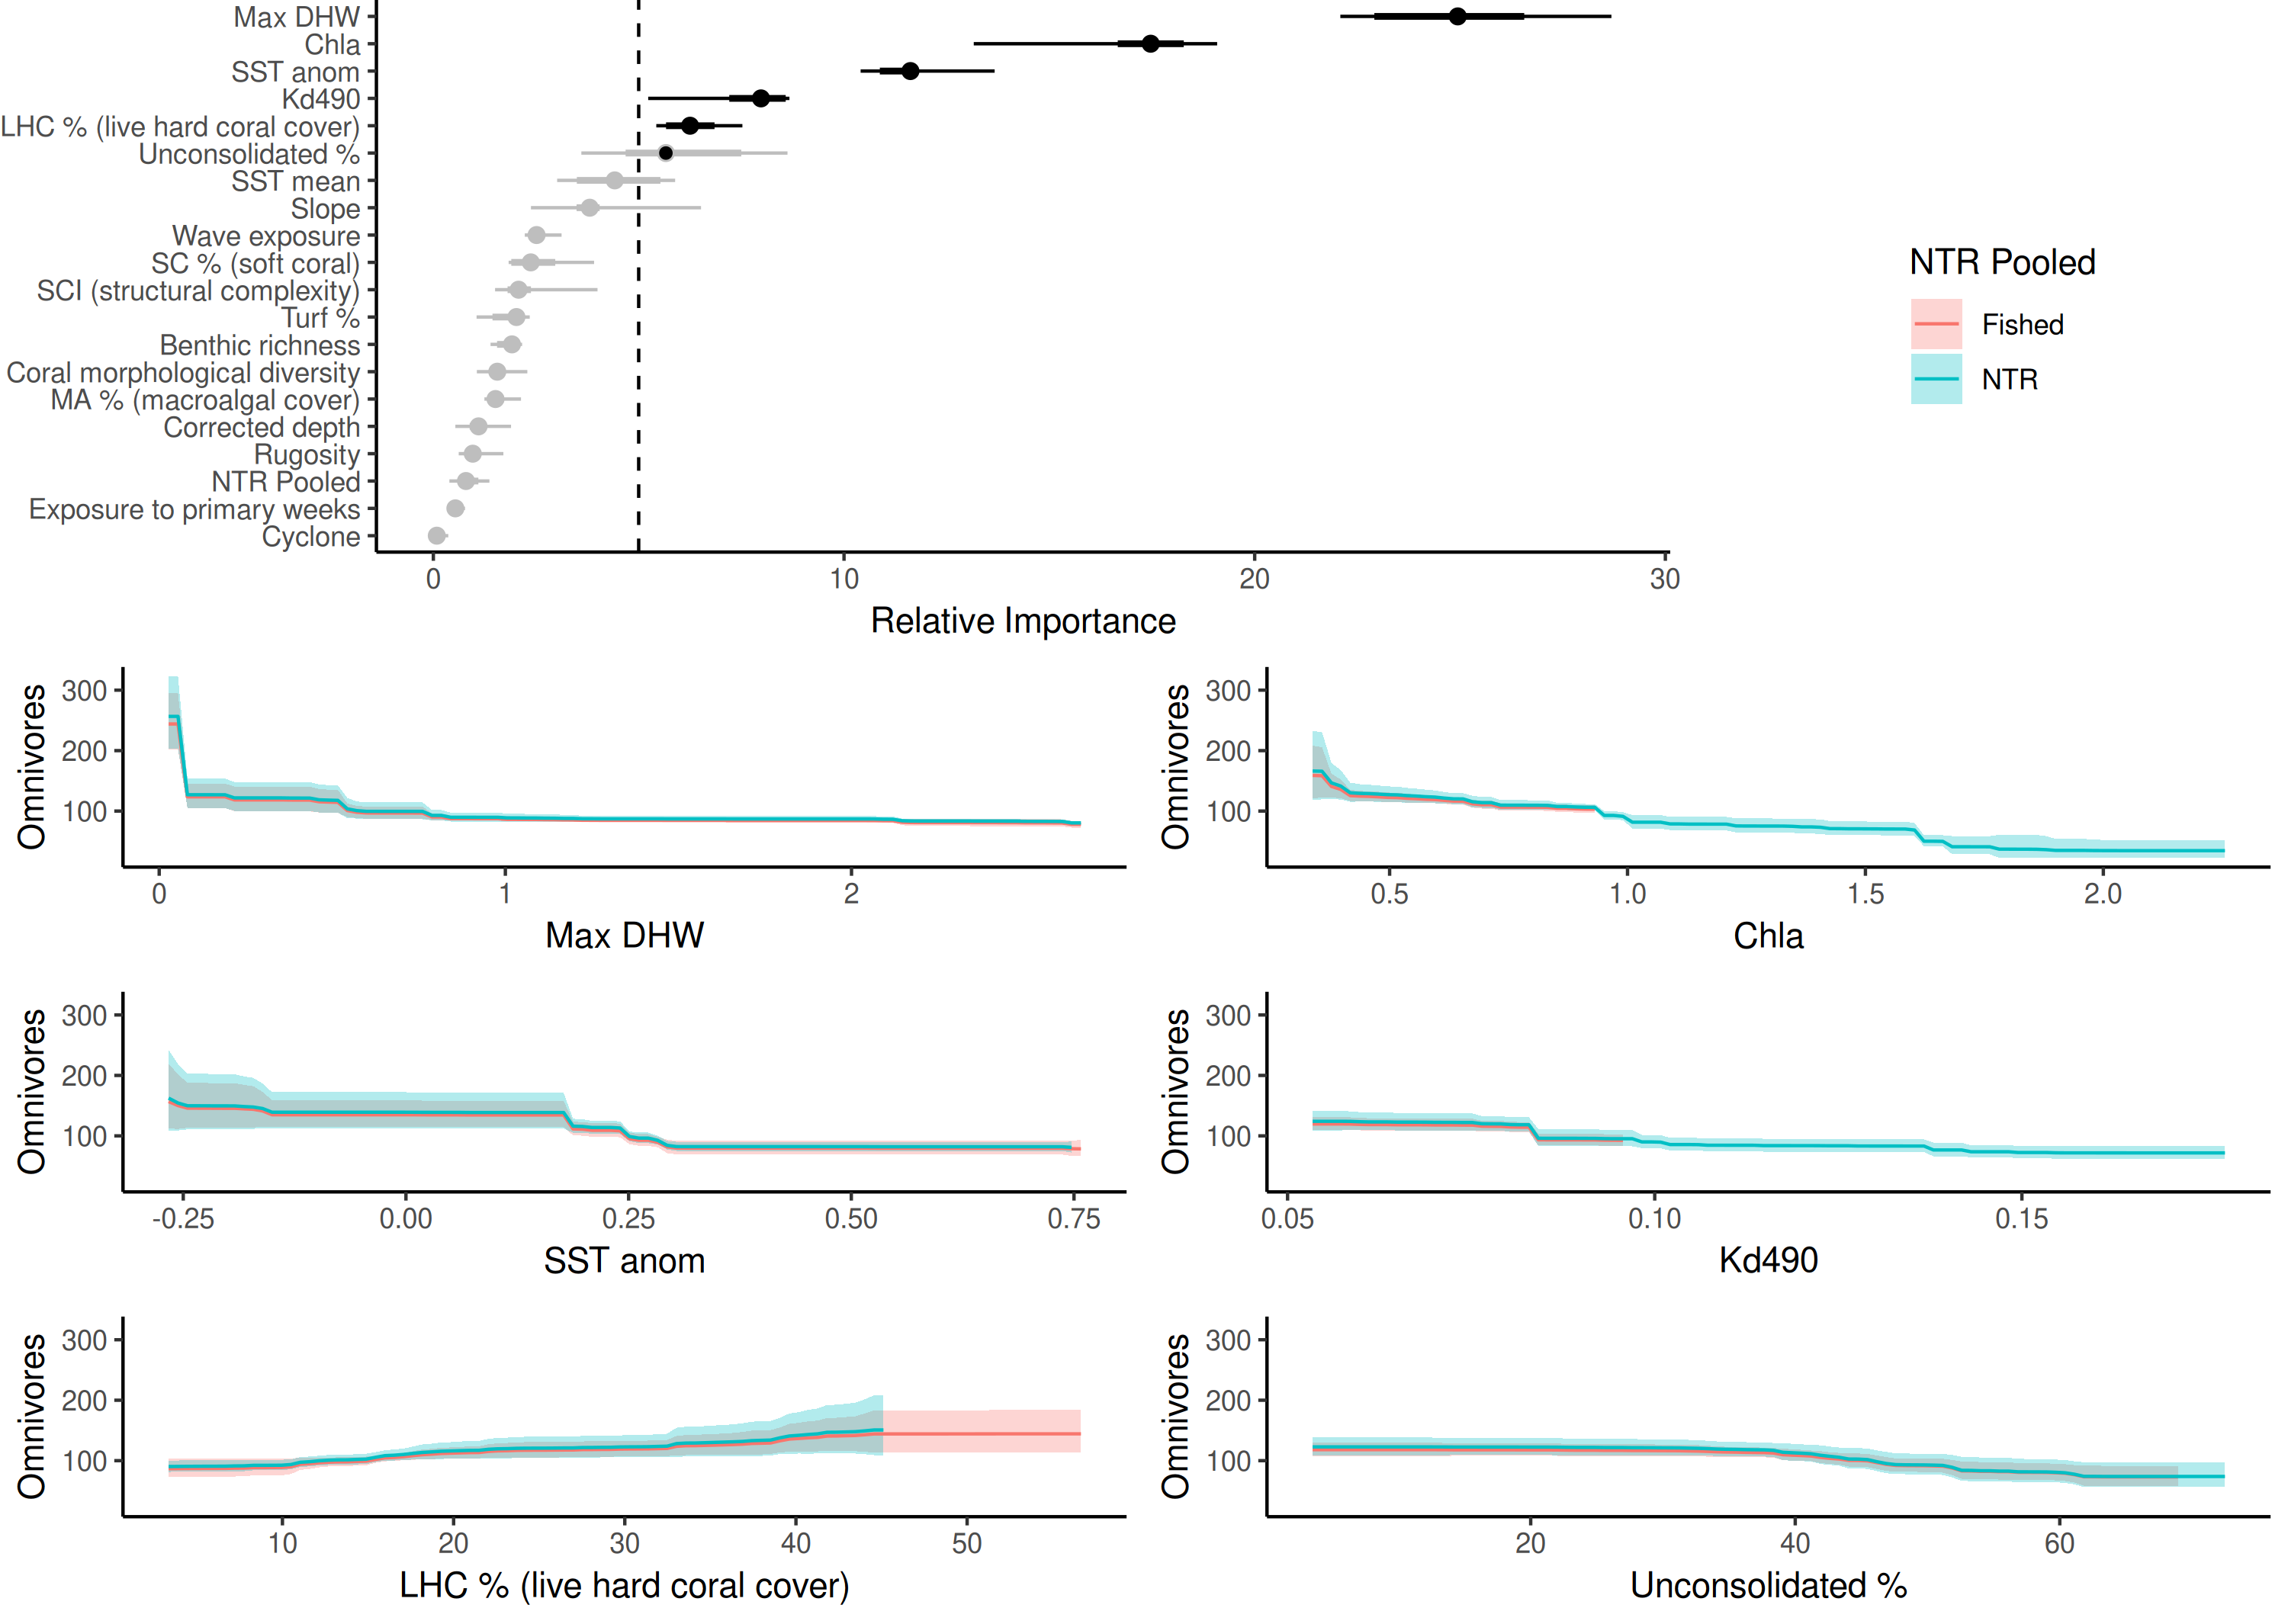 Max DHW
Chla
SST anom
Kd490
LHC % (live hard coral cover)
Unconsolidated %
SST mean
Slope
Wave exposure
SC % (soft coral)
SCI (structural complexity)
Turf %
Benthic richness
Coral morphological diversity
MA % (macroalgal cover)
Corrected depth
Rugosity
NTR Pooled
Exposure to primary weeks
Cyclone
0 10 20 30
Relative Importance
NTR Pooled
Fished
NTR
Omnivores
300
200
100
0 1 2
Max DHW
Omnivores
300
200
100
0.5 1.0 1.5 2.0
Chla
Omnivores
300
200
100
-0.25 0.00 0.25 0.50 0.75
SST anom
Omnivores
300
200
100
0.05 0.10 0.15
Kd490
Omnivores
300
200
100
10 20 30 40 50
LHC % (live hard coral cover)
Omnivores
300
200
100
20 40 60
Unconsolidated %